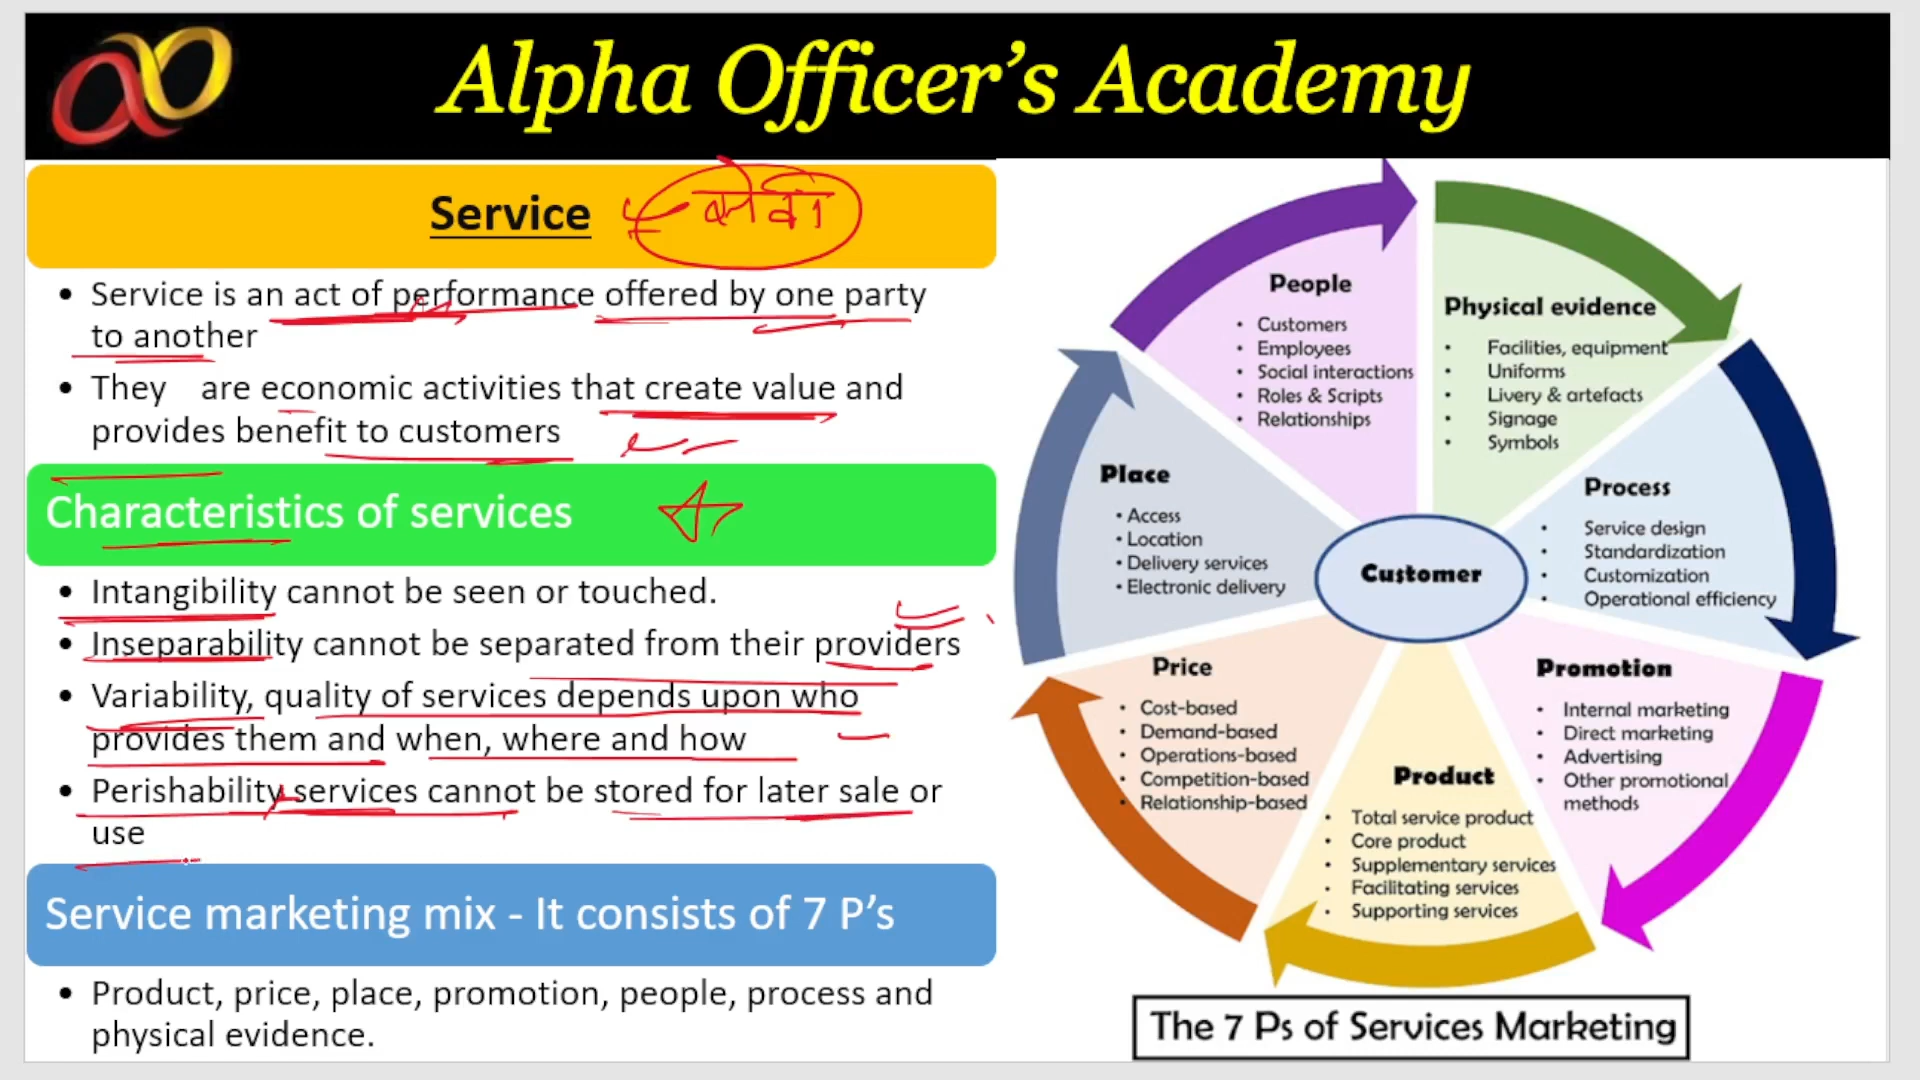 Alpha Officer's Academy
Service
• Service is an act of performance offered by one party
to another
• They are economic activities that create value and
provides benefit to customers
Characteristics of services
• Intangibility cannot be seen or touched.
• Inseparability cannot be separated from their providers
• Variability, quality of services depends upon who
provides them and when, where and how
• Perishability services cannot be stored for later sale or
use
Service marketing mix - It consists of 7 P's
• Product, price, place, promotion, people, process and
physical evidence.
People
• Customers
• Employees
• Social interactions
• Roles & Scripts
• Relationships
Physical evidence
• Facilities, equipment
• Uniforms
• Livery & artefacts
• Signage
• Symbols
Process
• Service design
• Standardization
• Customization
• Operational efficiency
Promotion
• Internal marketing
• Direct marketing
• Advertising
• Other promotional
methods
Product
• Total service product
• Core product
• Supplementary services
• Facilitating services
• Supporting services
Price
• Cost-based
• Demand-based
• Operations-based
• Competition-based
• Relationship-based
Place
• Access
• Location
• Delivery services
• Electronic delivery
Customer
The 7 Ps of Services Marketing